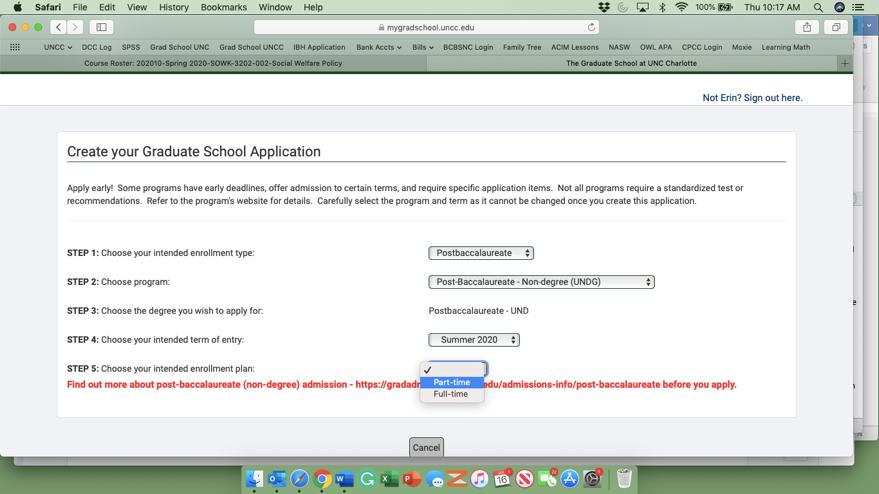 Safari File Edit View History Bookmarks Window Help 100% Thu 10:17 AM
mygradschool.uncc.edu
UNCC DCC Log SPSS Grad School UNC Grad School UNCC IBH Application Bank Accts Bills BCBSNC Login Family Tree ACIM Lessons NASW OWL APA CPCC Login Moxie Learning Math
Course Roster: 202010-Spring 2020-SOWK-3202-002-Social Welfare Policy The Graduate School at UNC Charlotte
Not Erin? Sign out here.
Create your Graduate School Application
Apply early! Some programs have early deadlines, offer admission to certain terms, and require specific application items. Not all programs require a standardized test or
recommendations. Refer to the program's website for details. Carefully select the program and term as it cannot be changed once you create this application.
STEP 1: Choose your intended enrollment type: Postbaccalaureate
STEP 2: Choose program: Post-Baccalaureate - Non-degree (UNDG)
STEP 3: Choose the degree you wish to apply for: Postbaccalaureate - UND
STEP 4: Choose your intended term of entry: Summer 2020
STEP 5: Choose your intended enrollment plan:
Find out more about post-baccalaureate (non-degree) admission - https://gradadm edu/admissions-info/post-baccalaureate before you apply.
Part-time
Full-time
Cancel